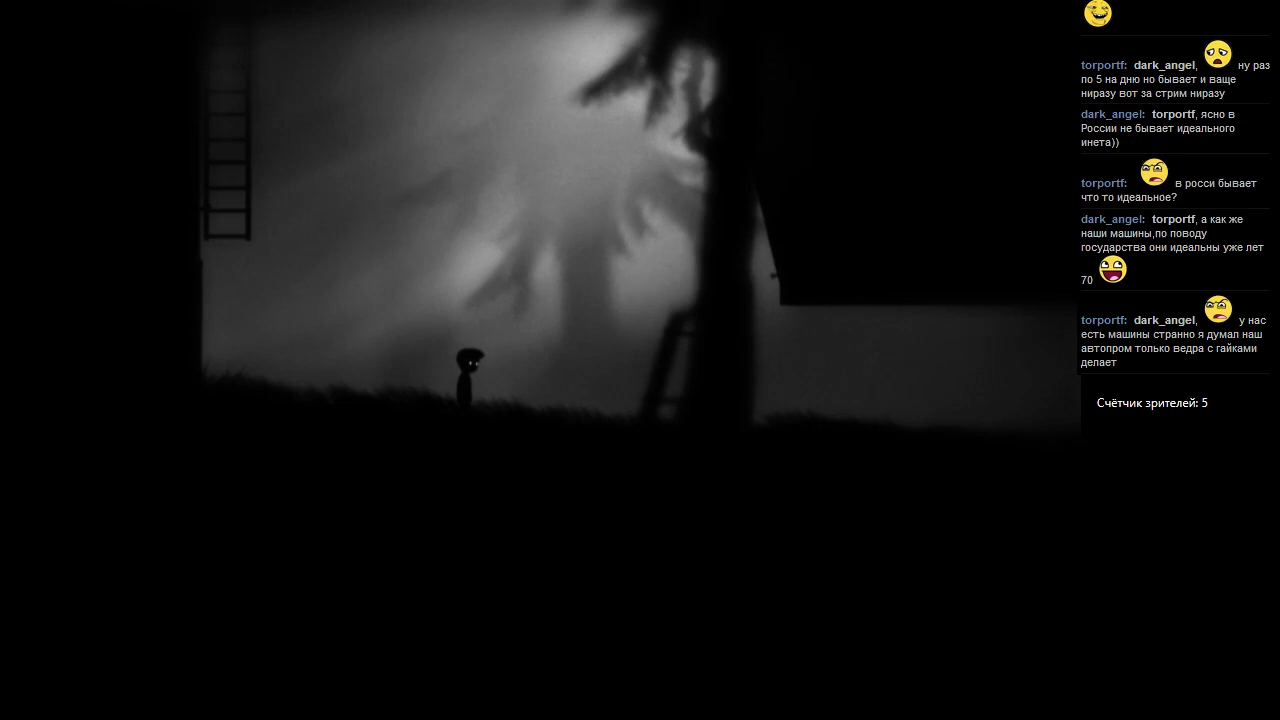 torportf: dark_angel, ну раз
по 5 на дню но бывает и ваще
ниразу вот за стрим ниразу
dark_angel: torportf, ясно в
России не бывает идеального
инета))
torportf: в росси бывает
что то идеальное?
dark_angel: torportf, а как же
наши машины,по поводу
государства они идеальны уже лет
70
torportf: dark_angel, у нас
есть машины странно я думал наш
автопром только ведра с гайками
делает
Счётчик зрителей: 5